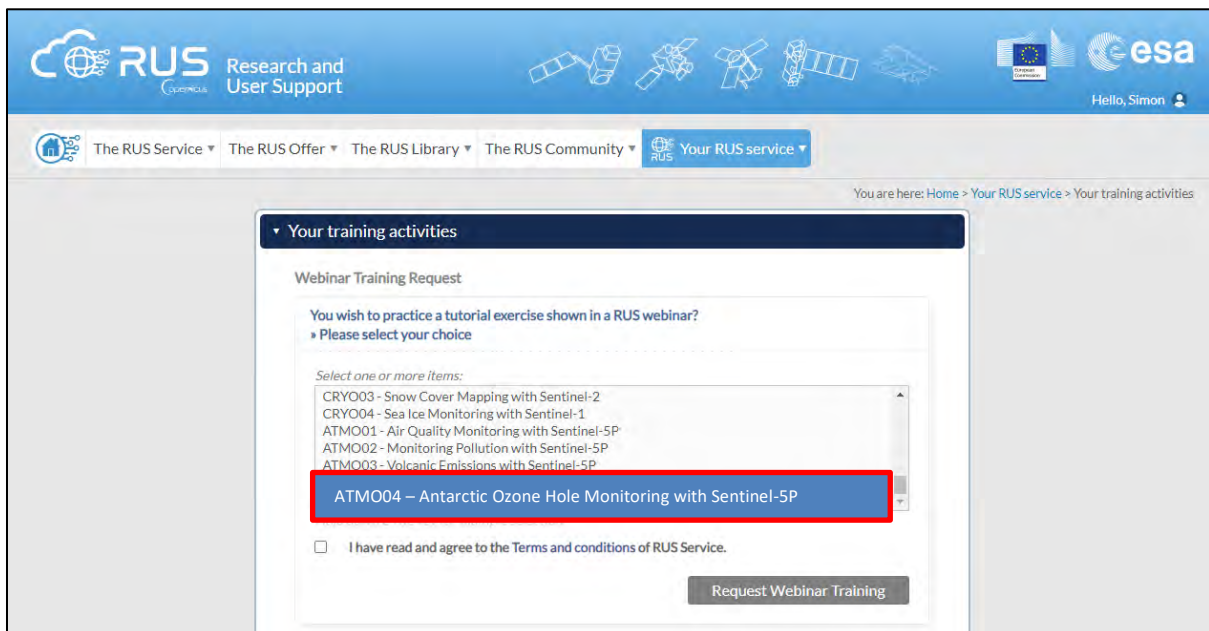 RUS
Copernicus
Research and
User Support
European
Commission
esa
Hello, Simon
The RUS Service
The RUS Offer
The RUS Library
The RUS Community
RUS
Your RUS service
You are here: Home > Your RUS service > Your training activities
Your training activities
Webinar Training Request
You wish to practice a tutorial exercise shown in a RUS webinar?
» Please select your choice
Select one or more items:
CRYO03 - Snow Cover Mapping with Sentinel-2
CRYO04 - Sea Ice Monitoring with Sentinel-1
ATMO01 - Air Quality Monitoring with Sentinel-5P
ATMO02 - Monitoring Pollution with Sentinel-5P
ATMO03 - Volcanic Emissions with Sentinel-5P
ATMO04 – Antarctic Ozone Hole Monitoring with Sentinel-5P
I have read and agree to the Terms and conditions of RUS Service.
Request Webinar Training